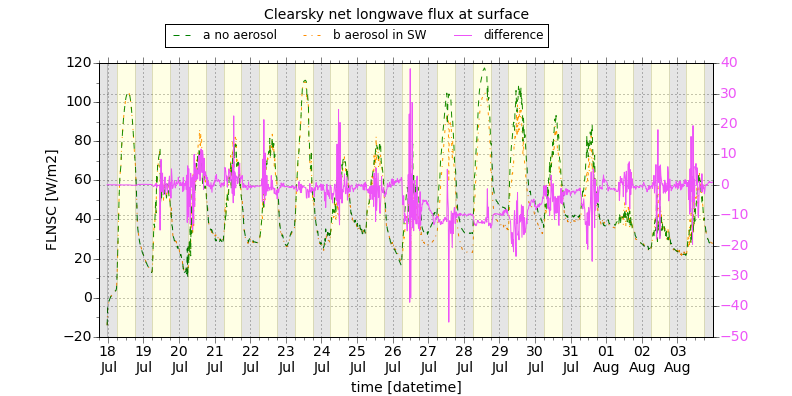 Clearsky net longwave flux at surface
a no aerosol b aerosol in SW difference
120 40
100 30
80 20
60 10
40 0
20 −10
0 −20
−20 −30
−40
−50
FLNSC [W/m2]
18 19 20 21 22 23 24 25 26 27 28 29 30 31 01 02 03
Jul Jul Jul Jul Jul Jul Jul Jul Jul Jul Jul Jul Jul Jul Aug Aug Aug
time [datetime]